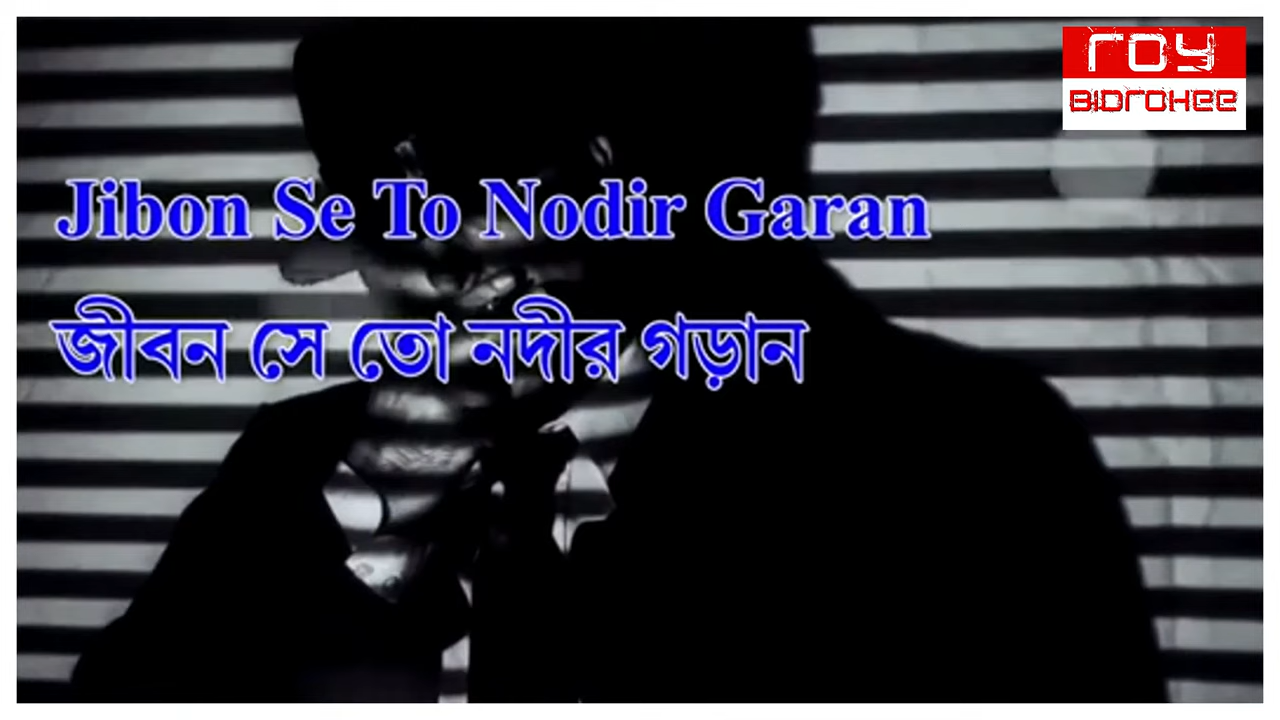 ROY
BIDROHEE
Jibon Se To Nodir Garan
জীবন সে তো নদীর গড়ান